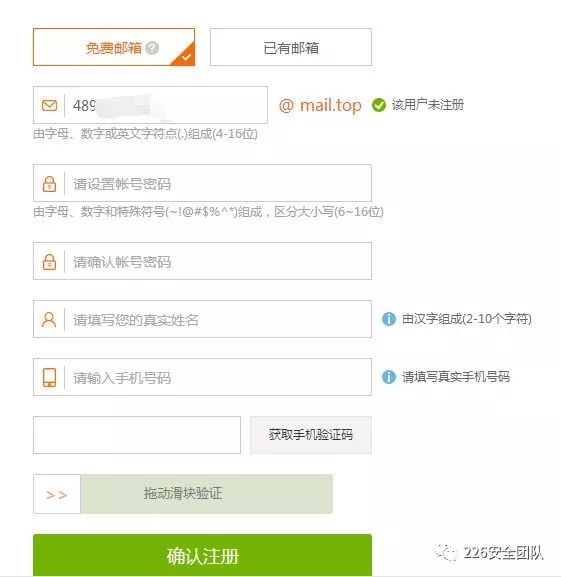 免费邮箱 ? 已有邮箱
489 @ mail.top 该用户未注册
由字母、数字或英文字符点(,)组成(4-16位)
请设置帐号密码
由字母、数字和特殊符号(~!@#$%^*)组成，区分大小写(6~16位)
请确认帐号密码
请填写您的真实姓名 由汉字组成(2-10个字符)
请输入手机号码 请填写真实手机号码
获取手机验证码
>> 拖动滑块验证
确认注册
226安全团队